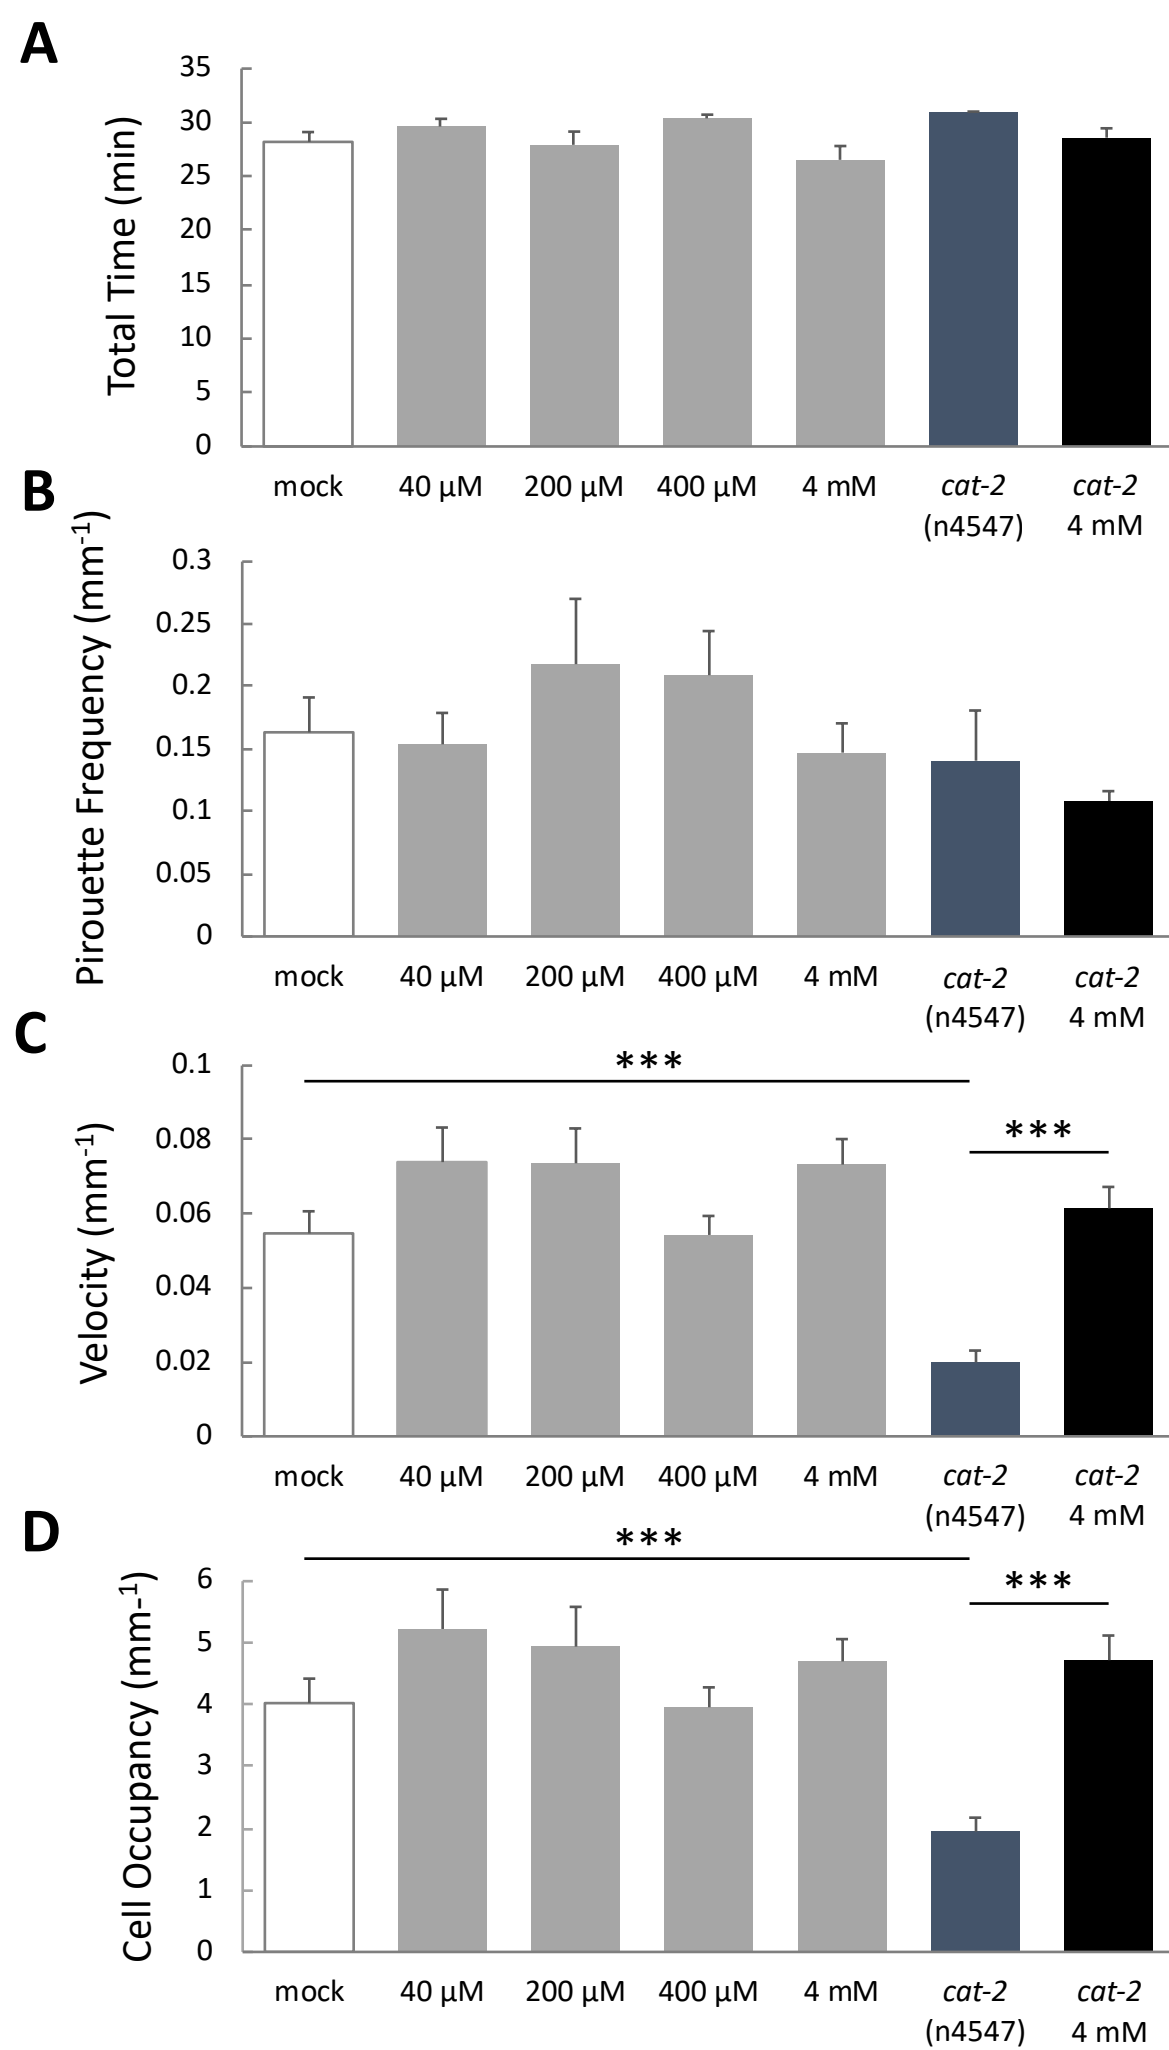 A
Total Time (min)
35
30
25
20
15
10
5
0
mock 40 µM 200 µM 400 µM 4 mM cat-2 cat-2
(n4547) 4 mM
B
Pirouette Frequency (mm-1)
0.3
0.25
0.2
0.15
0.1
0.05
0
mock 40 µM 200 µM 400 µM 4 mM cat-2 cat-2
(n4547) 4 mM
C
Velocity (mm-1)
***
***
0.1
0.08
0.06
0.04
0.02
0
mock 40 µM 200 µM 400 µM 4 mM cat-2 cat-2
(n4547) 4 mM
D
Cell Occupancy (mm-1)
***
***
6
5
4
3
2
1
0
mock 40 µM 200 µM 400 µM 4 mM cat-2 cat-2
(n4547) 4 mM